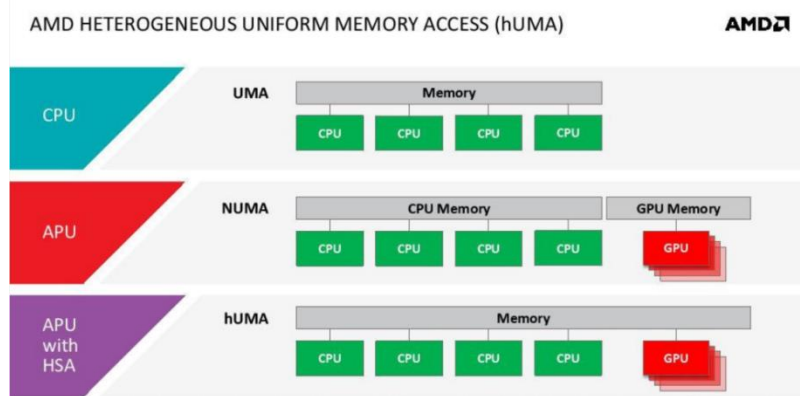 AMD HETEROGENEOUS UNIFORM MEMORY ACCESS (hUMA)
AMD
CPU
UMA
Memory
CPU CPU CPU CPU
APU
NUMA
CPU Memory GPU Memory
CPU CPU CPU CPU GPU
APU
with
HSA
hUMA
Memory
CPU CPU CPU CPU GPU